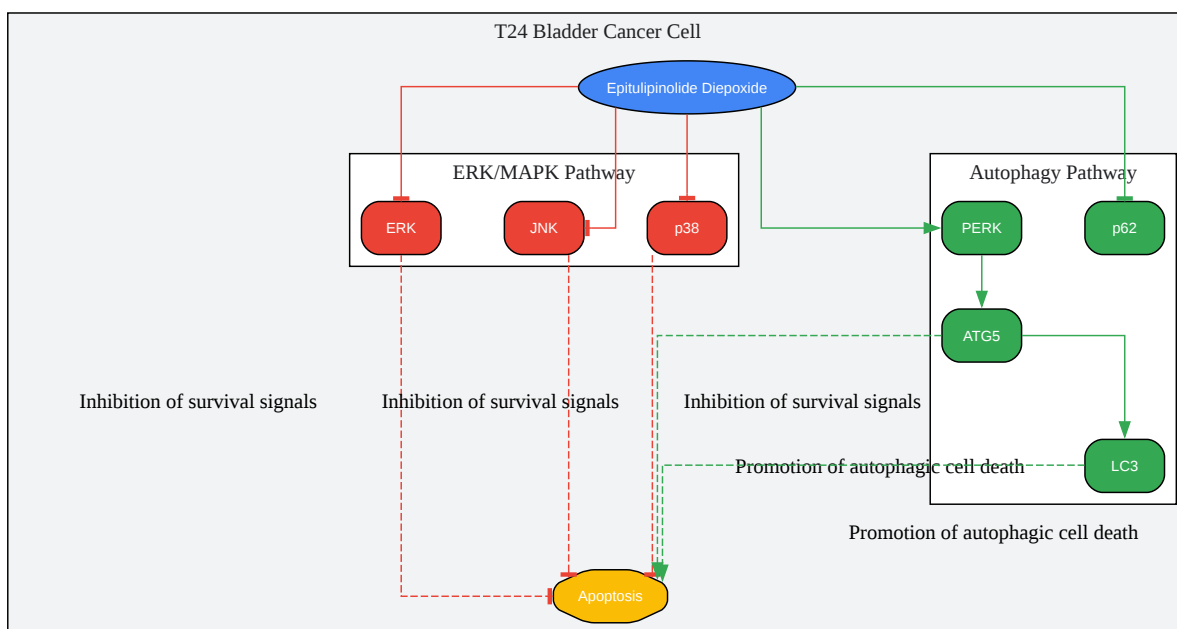 T24 Bladder Cancer Cell
Epitulipinolide Diepoxide
ERK/MAPK Pathway
Autophagy Pathway
ERK
JNK
p38
PERK
p62
ATG5
Inhibition of survival signals
Inhibition of survival signals
Inhibition of survival signals
Promotion of autophagic cell death
LC3
Promotion of autophagic cell death
Apoptosis